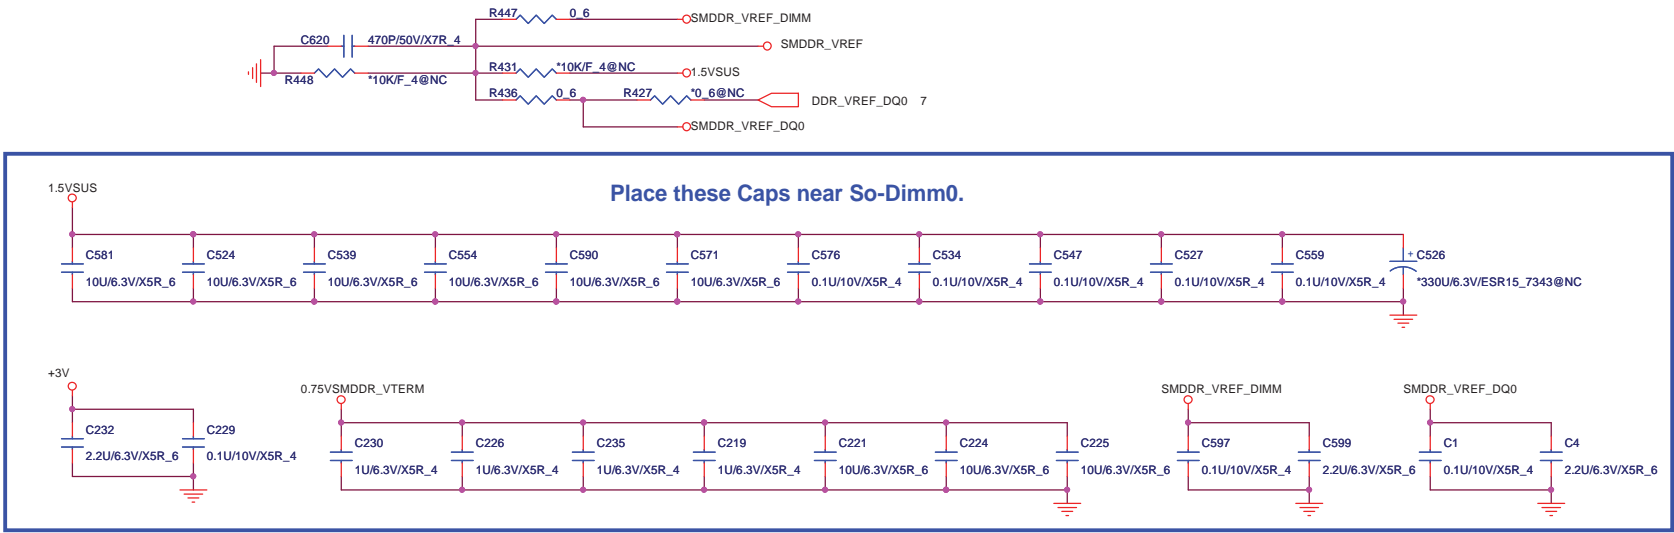 R447 0_6 SMDDR_VREF_DIMM
C620 470P/50V/X7R_4 SMDDR_VREF
R448 *10K/F_4@NC R431 *10K/F_4@NC 1.5VSUS
R436 0_6 R427 *0_6@NC DDR_VREF_DQ0 7
SMDDR_VREF_DQ0
1.5VSUS
Place these Caps near So-Dimm0.
C581 C524 C539 C554 C590 C571 C576 C534 C547 C527 C559 + C526
10U/6.3V/X5R_6 10U/6.3V/X5R_6 10U/6.3V/X5R_6 10U/6.3V/X5R_6 10U/6.3V/X5R_6 10U/6.3V/X5R_6 0.1U/10V/X5R_4 0.1U/10V/X5R_4 0.1U/10V/X5R_4 0.1U/10V/X5R_4 0.1U/10V/X5R_4 *330U/6.3V/ESR15_7343@NC
+3V 0.75VSMDDR_VTERM SMDDR_VREF_DIMM SMDDR_VREF_DQ0
C232 C229 C230 C226 C235 C219 C221 C224 C225 C597 C599 C1 C4
2.2U/6.3V/X5R_6 0.1U/10V/X5R_4 1U/6.3V/X5R_4 1U/6.3V/X5R_4 1U/6.3V/X5R_4 1U/6.3V/X5R_4 10U/6.3V/X5R_6 10U/6.3V/X5R_6 10U/6.3V/X5R_6 0.1U/10V/X5R_4 2.2U/6.3V/X5R_6 0.1U/10V/X5R_4 2.2U/6.3V/X5R_6